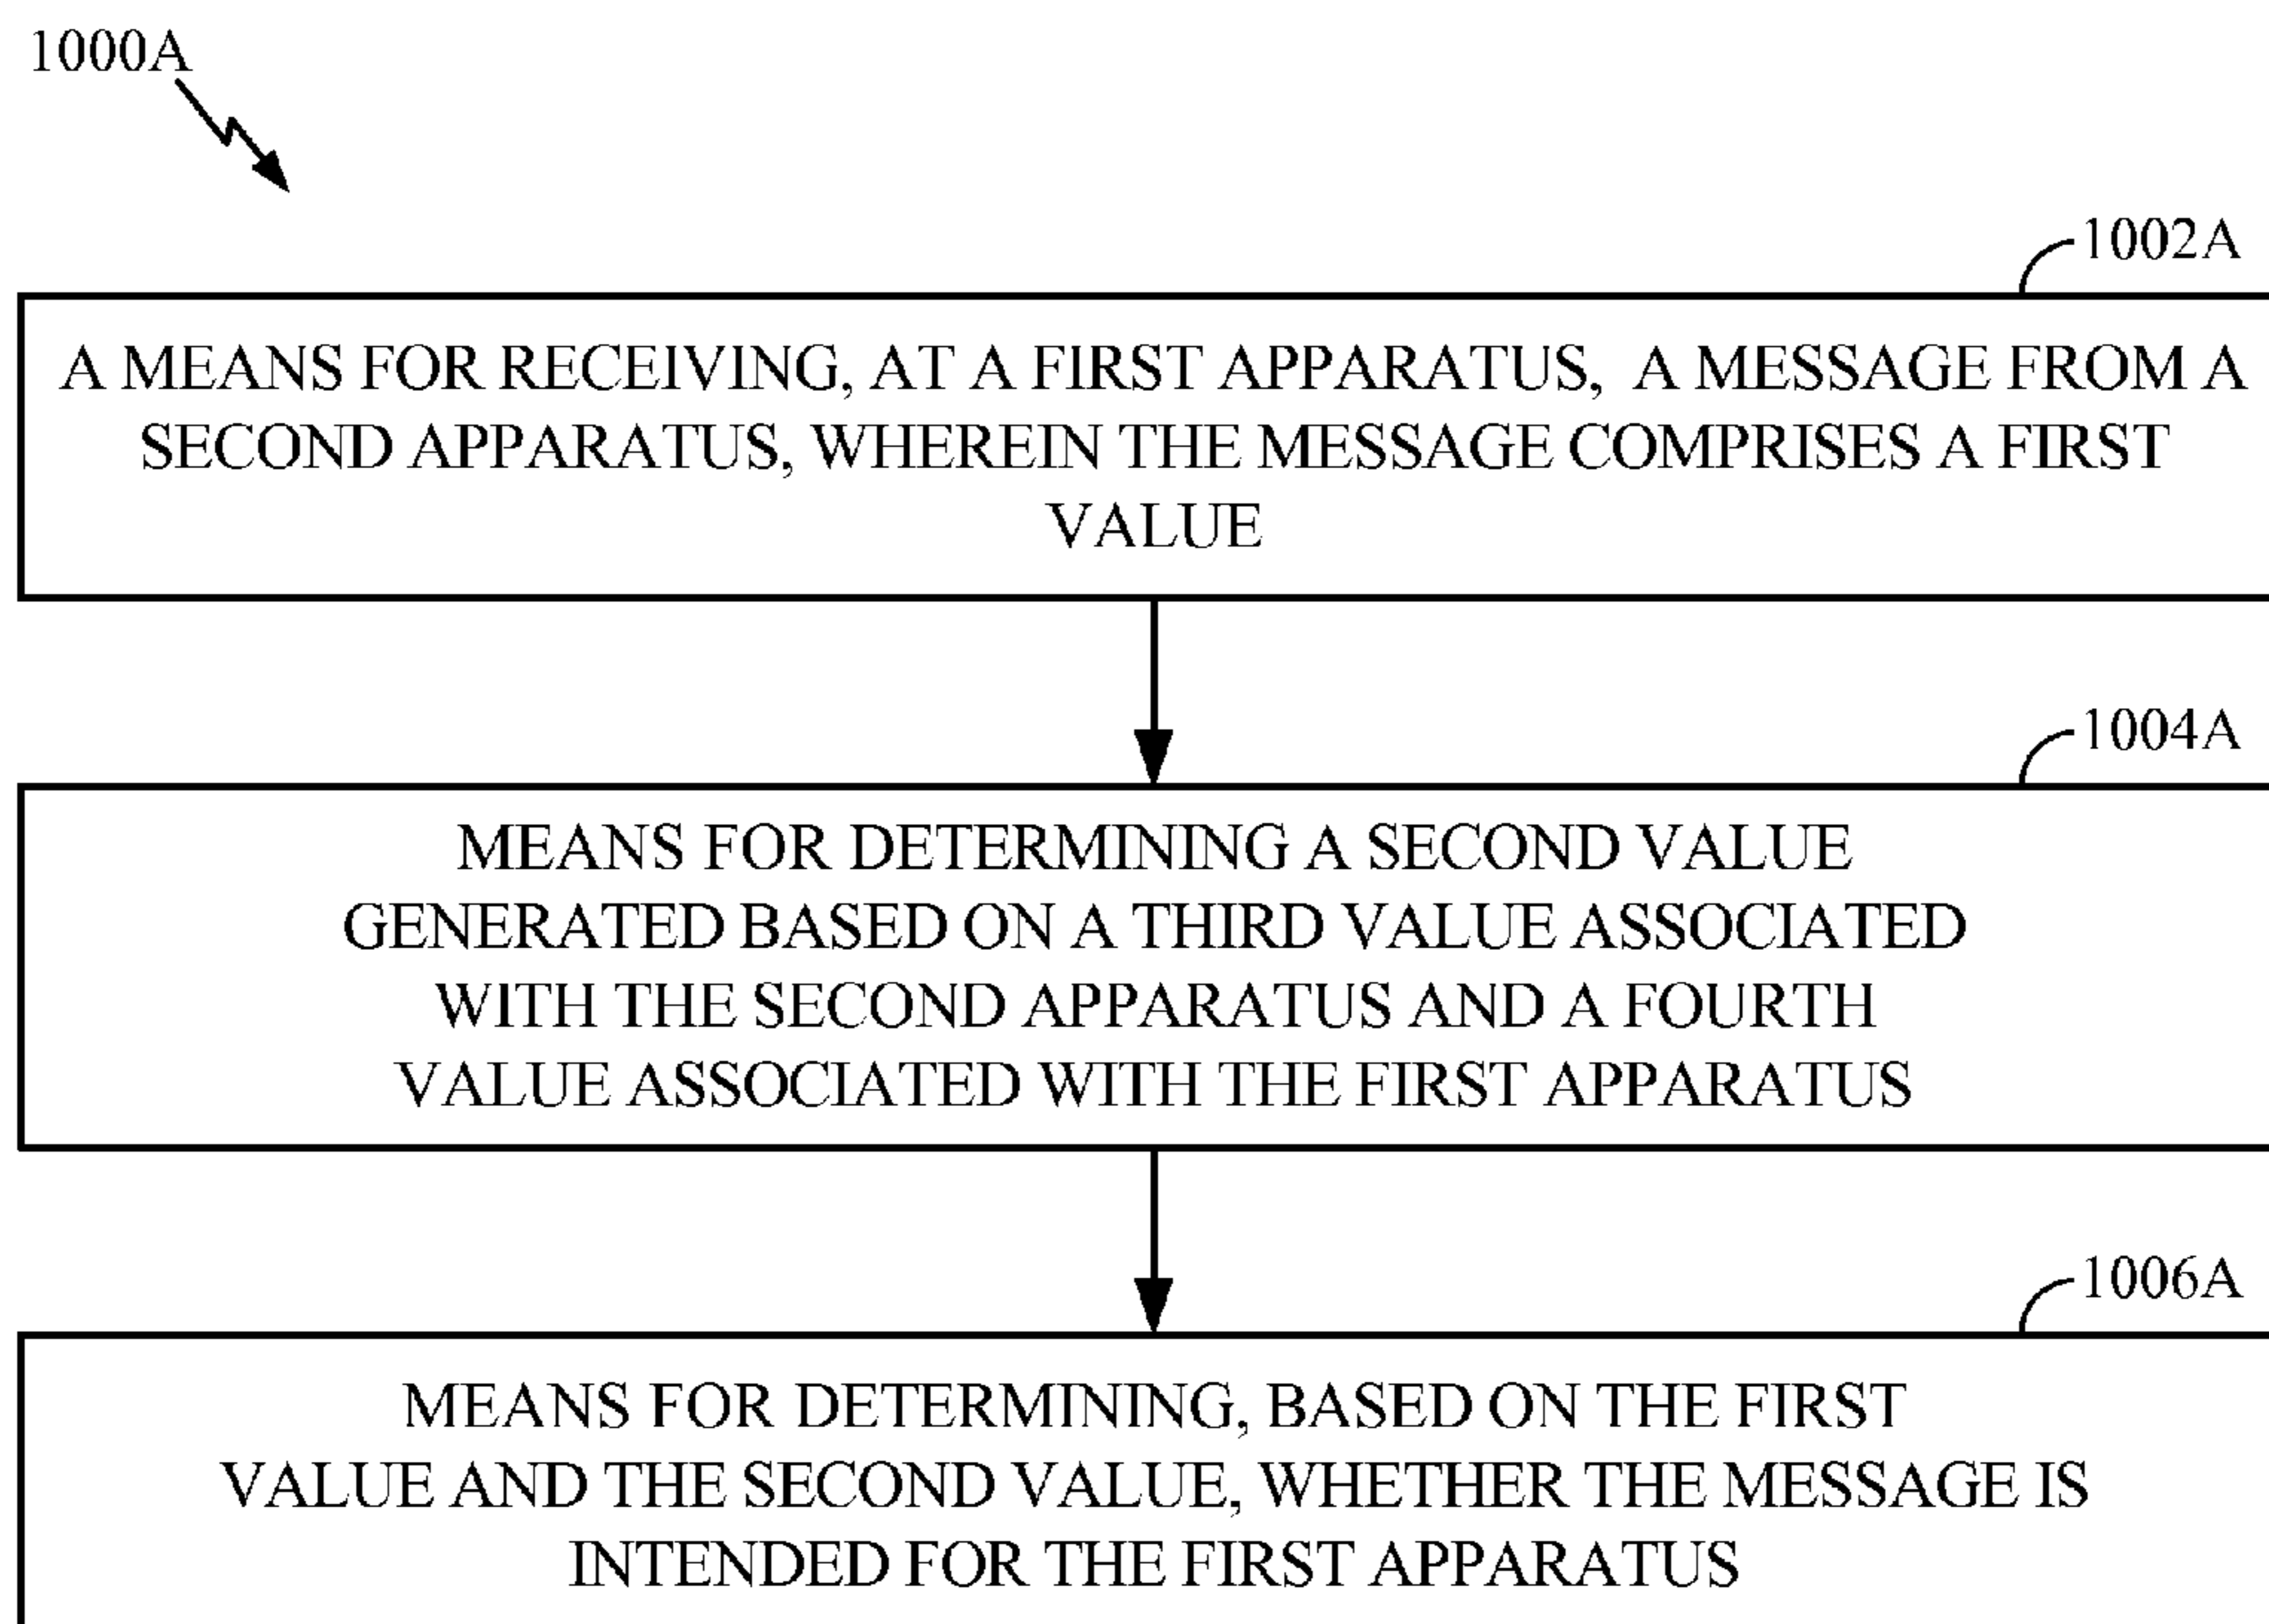 1000A
1002A
A MEANS FOR RECEIVING, AT A FIRST APPARATUS, A MESSAGE FROM A
SECOND APPARATUS, WHEREIN THE MESSAGE COMPRISES A FIRST
VALUE
1004A
MEANS FOR DETERMINING A SECOND VALUE
GENERATED BASED ON A THIRD VALUE ASSOCIATED
WITH THE SECOND APPARATUS AND A FOURTH
VALUE ASSOCIATED WITH THE FIRST APPARATUS
1006A
MEANS FOR DETERMINING, BASED ON THE FIRST
VALUE AND THE SECOND VALUE, WHETHER THE MESSAGE IS
INTENDED FOR THE FIRST APPARATUS